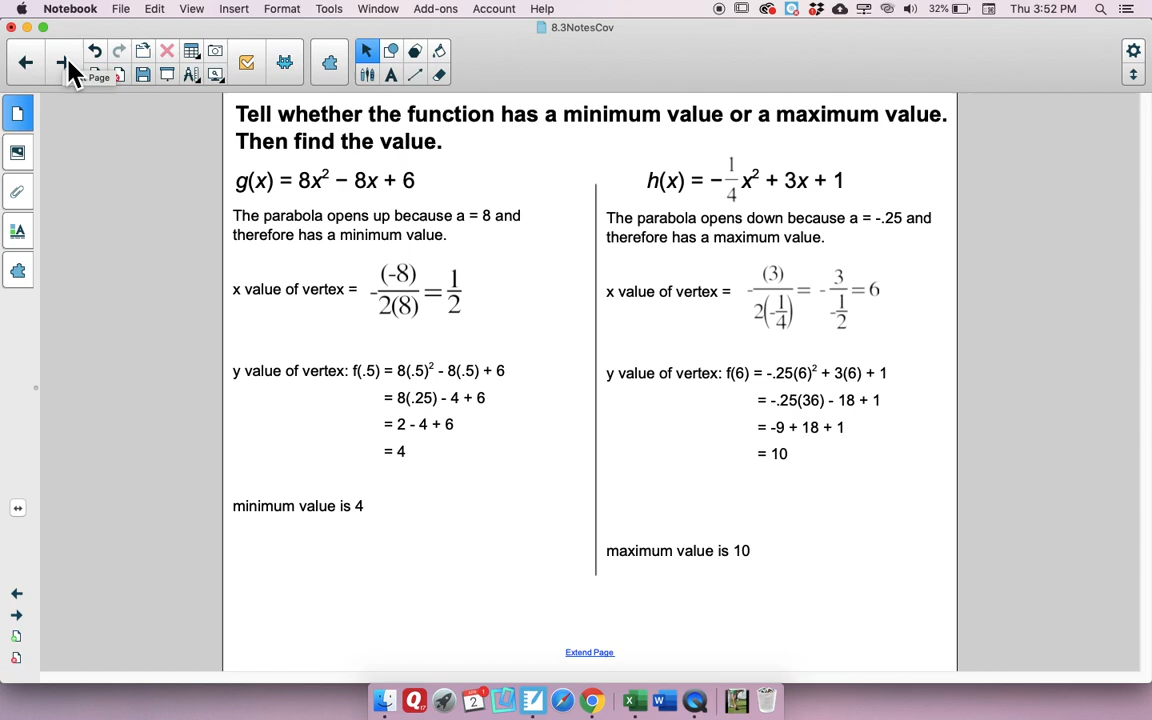 Notebook File Edit View Insert Format Tools Window Add-ons Account Help 32% Thu 3:52 PM
8.3NotesCov
Page
Tell whether the function has a minimum value or a maximum value.
Then find the value.
g(x) = 8x² − 8x + 6
The parabola opens up because a = 8 and
therefore has a minimum value.
x value of vertex = -(-8)/2(8) = 1/2
y value of vertex: f(.5) = 8(.5)² - 8(.5) + 6
= 8(.25) - 4 + 6
= 2 - 4 + 6
= 4
minimum value is 4
h(x) = −1/4x² + 3x + 1
The parabola opens down because a = -.25 and
therefore has a maximum value.
x value of vertex = -(3)/2(-1/4) = -3/-1/2 = 6
y value of vertex: f(6) = -.25(6)² + 3(6) + 1
= -.25(36) - 18 + 1
= -9 + 18 + 1
= 10
maximum value is 10
Extend Page